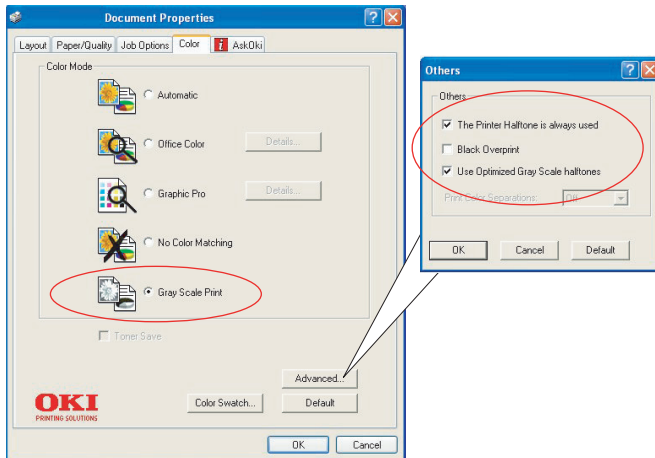 Document Properties
Layout Paper/Quality Job Options Color AskOki
Color Mode
Automatic
Office Color
Details...
Graphic Pro
Details...
No Color Matching
Gray Scale Print
Toner Save
Advanced...
OKI
PRINTING SOLUTIONS
Color Swatch...
Default
OK
Cancel
Others
Others
The Printer Halftone is always used
Black Overprint
Use Optimized Gray Scale halftones
Print Color Separations:
Off
OK
Cancel
Default